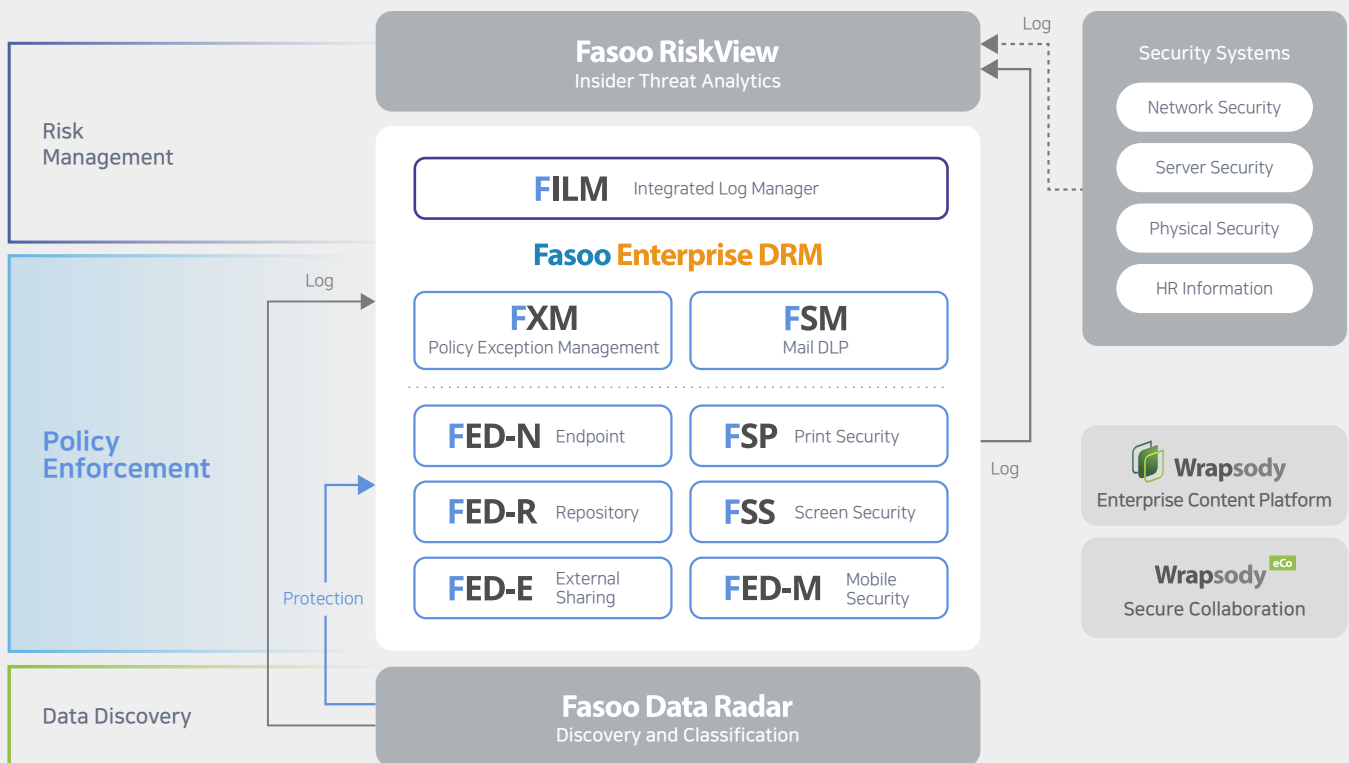 Fasoo RiskView
Insider Threat Analytics
Log
Security Systems
Network Security
Server Security
Physical Security
HR Information
Risk
Management
FILM Integrated Log Manager
Fasoo Enterprise DRM
Log
FXM
Policy Exception Management
FSM
Mail DLP
Policy
Enforcement
FED-N Endpoint
FSP Print Security
FED-R Repository
FSS Screen Security
FED-E External
Sharing
FED-M Mobile
Security
Protection
Log
Wrapsody
Enterprise Content Platform
Wrapsody eCo
Secure Collaboration
Data Discovery
Fasoo Data Radar
Discovery and Classification